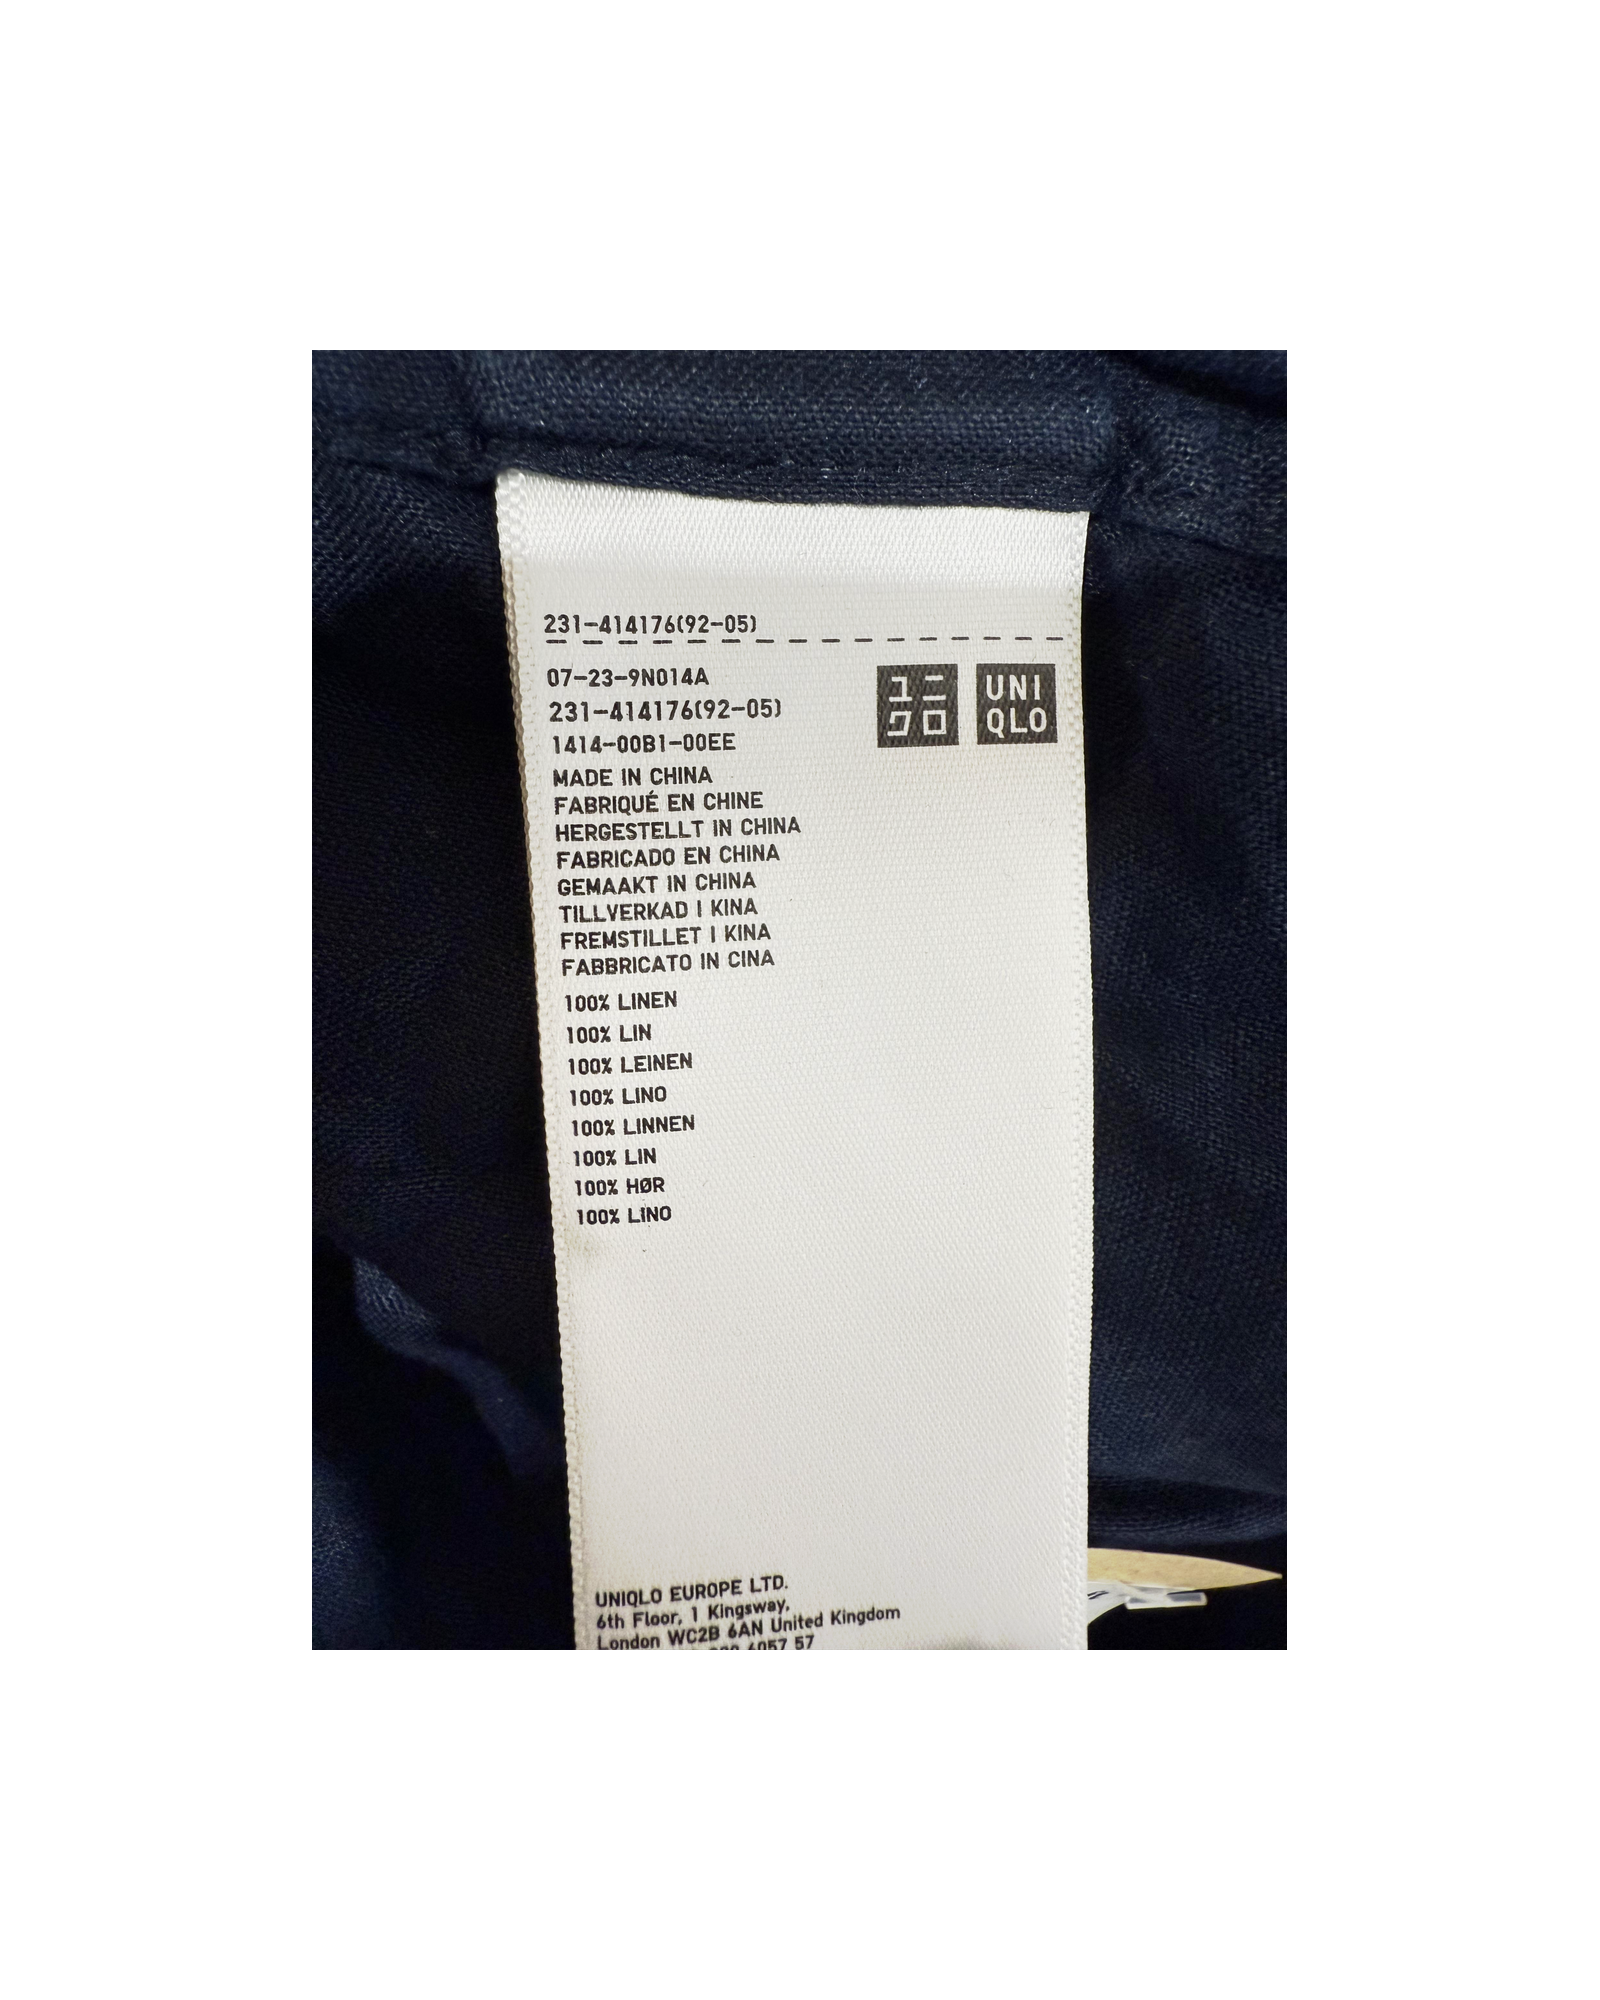 231-414176(92-05)
07-23-9N014A
231-414176(92-05)
1414-00B1-00EE
ユニ
クロ
UNI
QLO
MADE IN CHINA
FABRIQUÉ EN CHINE
HERGESTELLT IN CHINA
FABRICADO EN CHINA
GEMAAKT IN CHINA
TILLVERKAD I KINA
FREMSTILLET I KINA
FABBRICATO IN CINA
100% LINEN
100% LIN
100% LEINEN
100% LINO
100% LINNEN
100% LIN
100% HØR
100% LINO
UNIQLO EUROPE LTD.
6th Floor, 1 Kingsway,
London WC2B 6AN United Kingdom
6057 57